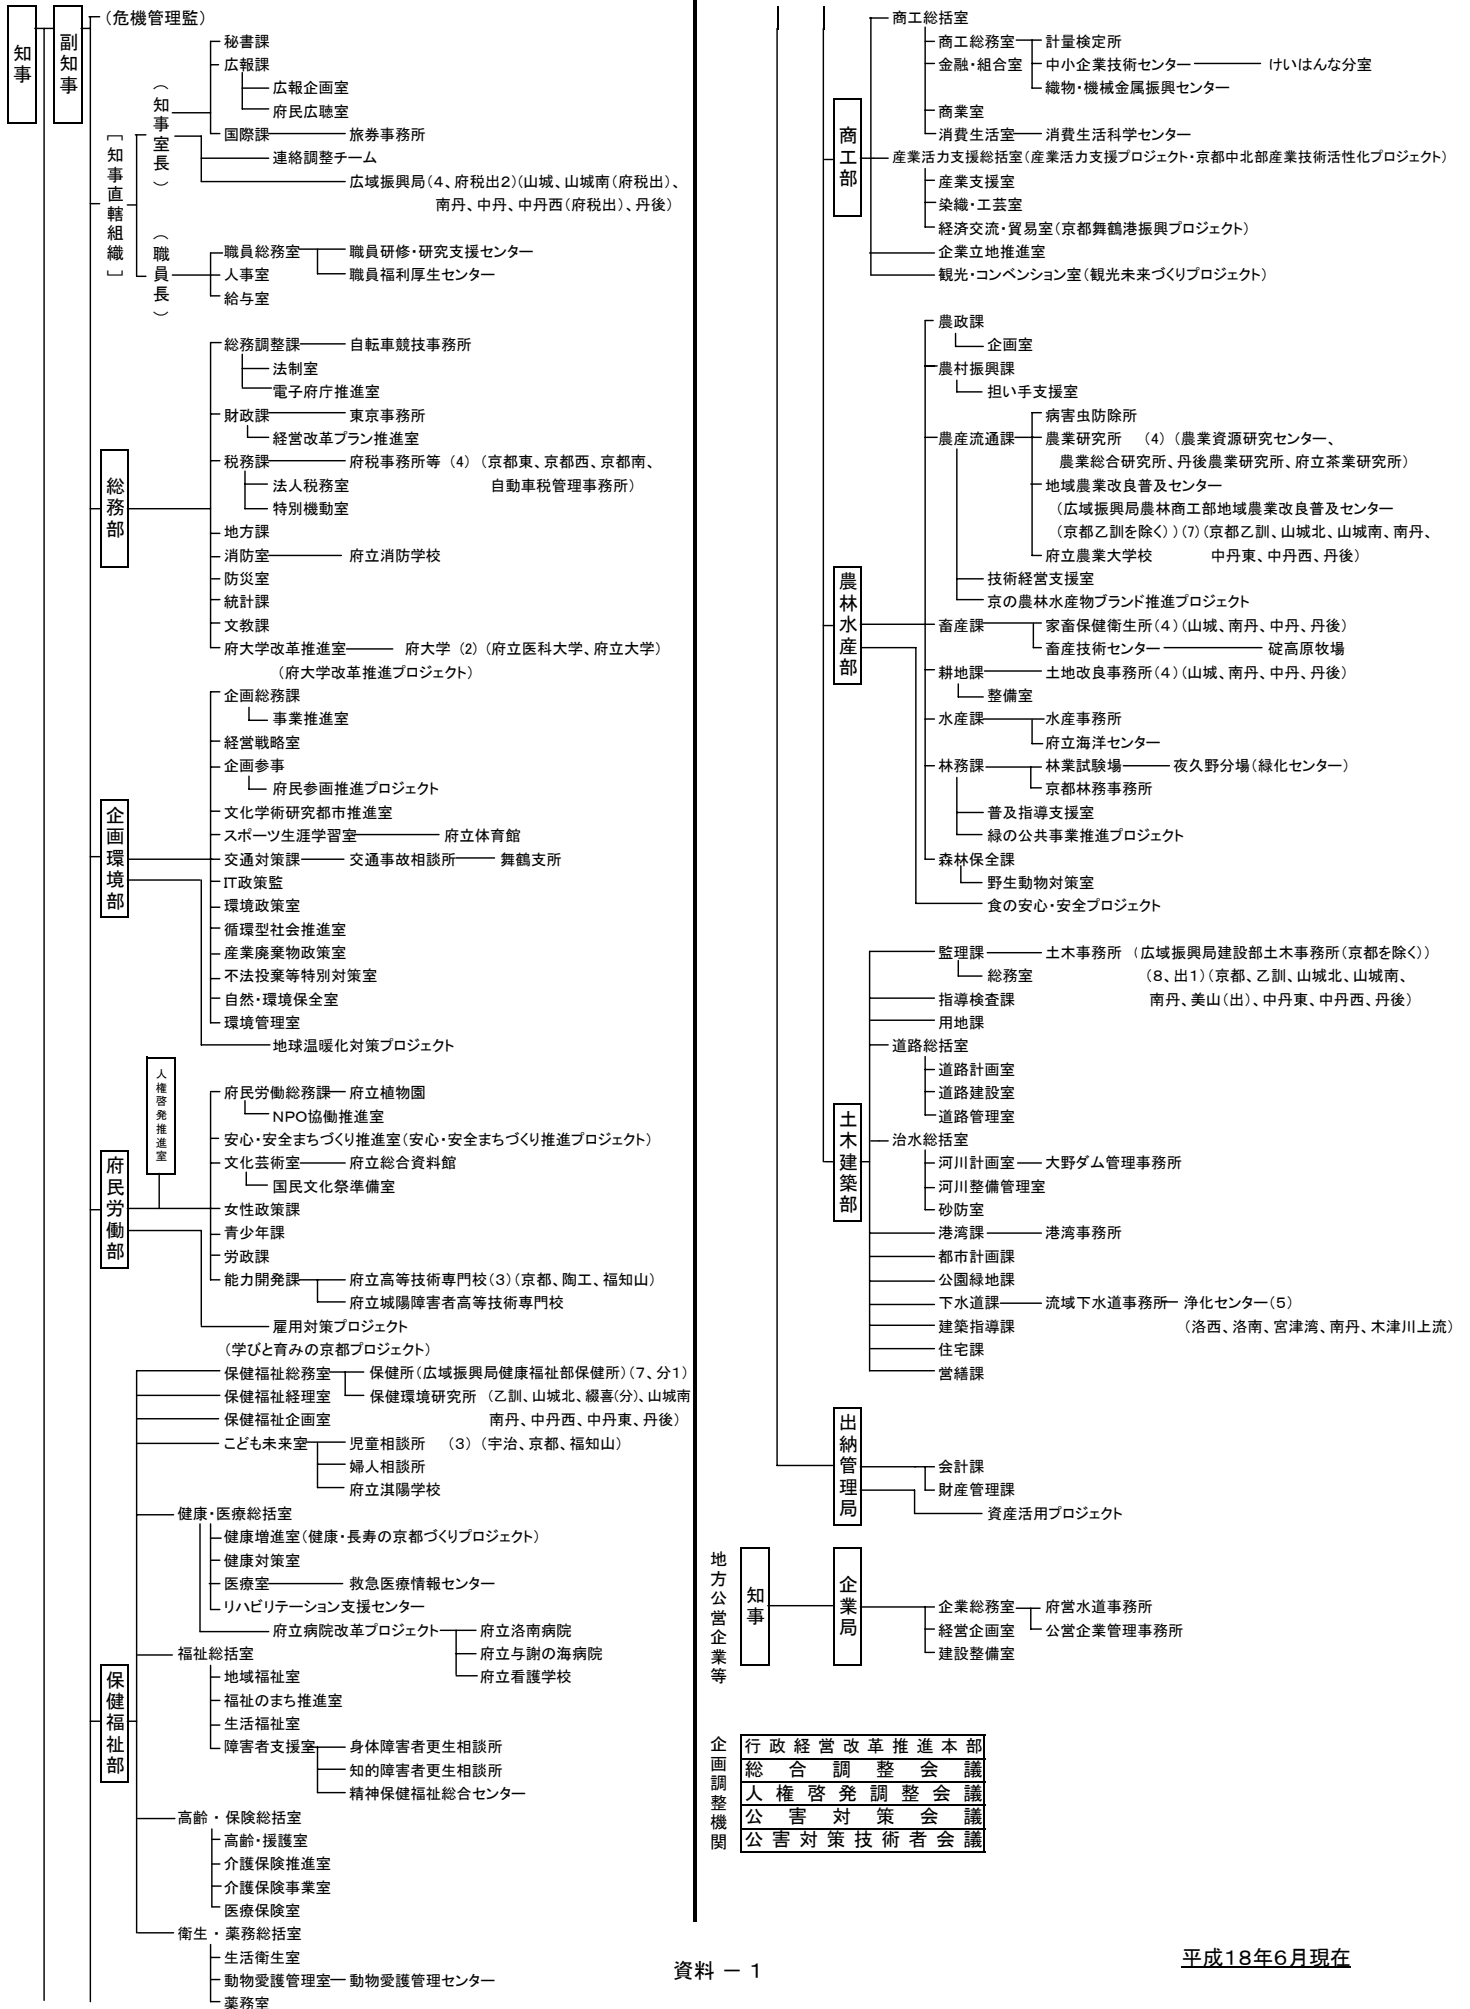 知事
副知事
(危機管理監)
[知事直轄組織]
(知事室長)
秘書課
広報課
広報企画室
府民広聴室
国際課 旅券事務所
連絡調整チーム
広域振興局(4、府税出2)(山城、山城南(府税出)、
南丹、中丹、中丹西(府税出)、丹後)
(職員長)
職員総務室 職員研修・研究支援センター
人事室 職員福利厚生センター
給与室
総務部
総務調整課 自転車競技事務所
法制室
電子府庁推進室
財政課 東京事務所
経営改革プラン推進室
税務課 府税事務所等 (4) (京都東、京都西、京都南、
法人税務室 自動車税管理事務所)
特別機動室
地方課
消防室 府立消防学校
防災室
統計課
文教課
府大学改革推進室 府大学 (2) (府立医科大学、府立大学)
(府大学改革推進プロジェクト)
企画環境部
企画総務課
事業推進室
経営戦略室
企画参事
府民参画推進プロジェクト
文化学術研究都市推進室
スポーツ生涯学習室 府立体育館
交通対策課 交通事故相談所 舞鶴支所
IT政策監
環境政策室
循環型社会推進室
産業廃棄物政策室
不法投棄等特別対策室
自然・環境保全室
環境管理室
地球温暖化対策プロジェクト
人権啓発推進室
府民労働部
府民労働総務課 府立植物園
NPO協働推進室
安心・安全まちづくり推進室(安心・安全まちづくり推進プロジェクト)
文化芸術室 府立総合資料館
国民文化祭準備室
女性政策課
青少年課
労政課
能力開発課 府立高等技術専門校(3)(京都、陶工、福知山)
府立城陽障害者高等技術専門校
雇用対策プロジェクト
(学びと育みの京都プロジェクト)
保健福祉部
保健福祉総務室 保健所(広域振興局健康福祉部保健所)(7、分1)
保健福祉経理室 保健環境研究所 (乙訓、山城北、綴喜(分)、山城南
保健福祉企画室 南丹、中丹西、中丹東、丹後)
こども未来室 児童相談所 (3) (宇治、京都、福知山)
婦人相談所
府立淇陽学校
健康・医療総括室
健康増進室(健康・長寿の京都づくりプロジェクト)
健康対策室
医療室 救急医療情報センター
リハビリテーション支援センター
府立病院改革プロジェクト 府立洛南病院
福祉総括室 府立与謝の海病院
地域福祉室 府立看護学校
福祉のまち推進室
生活福祉室
障害者支援室 身体障害者更生相談所
知的障害者更生相談所
精神保健福祉総合センター
高齢・保険総括室
高齢・援護室
介護保険推進室
介護保険事業室
医療保険室
衛生・薬務総括室
生活衛生室
動物愛護管理室 動物愛護管理センター
薬務室
商工部
商工総括室
商工総務室 計量検定所
金融・組合室 中小企業技術センター けいはんな分室
織物・機械金属振興センター
商業室
消費生活室 消費生活科学センター
産業活力支援総括室(産業活力支援プロジェクト・京都中北部産業技術活性化プロジェクト)
産業支援室
染織・工芸室
経済交流・貿易室(京都舞鶴港振興プロジェクト)
企業立地推進室
観光・コンベンション室(観光未来づくりプロジェクト)
農林水産部
農政課
企画室
農村振興課
担い手支援室
病害虫防除所
農産流通課 農業研究所 (4) (農業資源研究センター、
農業総合研究所、丹後農業研究所、府立茶業研究所)
地域農業改良普及センター
(広域振興局農林商工部地域農業改良普及センター
(京都乙訓を除く))(7)(京都乙訓、山城北、山城南、南丹、
府立農業大学校 中丹東、中丹西、丹後)
技術経営支援室
京の農林水産物ブランド推進プロジェクト
畜産課 家畜保健衛生所(4)(山城、南丹、中丹、丹後)
畜産技術センター 碇高原牧場
耕地課 土地改良事務所(4)(山城、南丹、中丹、丹後)
整備室
水産課 水産事務所
府立海洋センター
林務課 林業試験場 夜久野分場(緑化センター)
京都林務事務所
普及指導支援室
緑の公共事業推進プロジェクト
森林保全課
野生動物対策室
食の安心・安全プロジェクト
土木建築部
監理課 土木事務所 (広域振興局建設部土木事務所(京都を除く))
総務室 (8、出1)(京都、乙訓、山城北、山城南、
指導検査課 南丹、美山(出)、中丹東、中丹西、丹後)
用地課
道路総括室
道路計画室
道路建設室
道路管理室
治水総括室
河川計画室 大野ダム管理事務所
河川整備管理室
砂防室
港湾課 港湾事務所
都市計画課
公園緑地課
下水道課 流域下水道事務所 浄化センター(5)
建築指導課 (洛西、洛南、宮津湾、南丹、木津川上流)
住宅課
営繕課
出納管理局
会計課
財産管理課
資産活用プロジェクト
地方公営企業等
知事
企業局
企業総務室 府営水道事務所
経営企画室 公営企業管理事務所
建設整備室
企画調整機関
行政経営改革推進本部
総合調整会議
人権啓発調整会議
公害対策会議
公害対策技術者会議
資料 － 1
平成18年6月現在